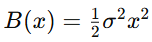 B(x) = ½σ²x²